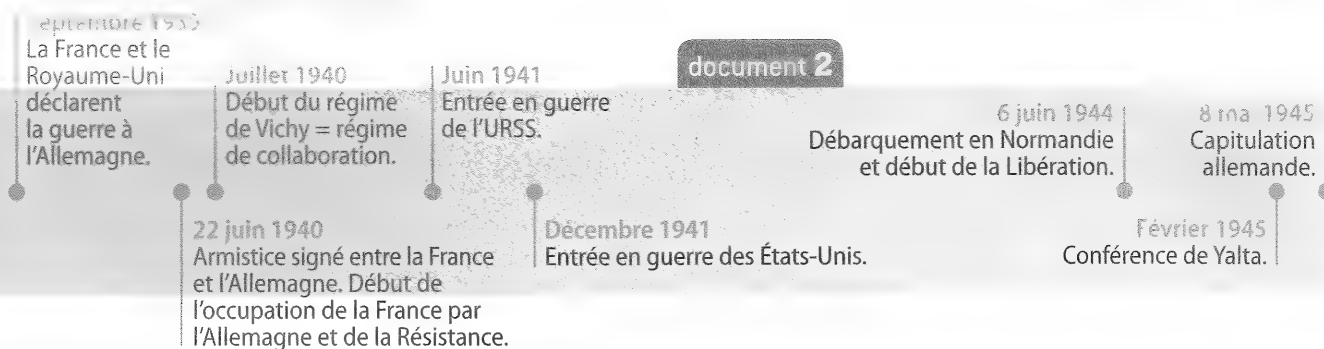 La France et le
Royaume-Uni
déclarent
la guerre à
l'Allemagne.
Juillet 1940
Début du régime
de Vichy = régime
de collaboration.
Juin 1941
Entrée en guerre
de l'URSS.
document 2
6 juin 1944
Débarquement en Normandie
et début de la Libération.
8 ma 1945
Capitulation
allemande.
22 juin 1940
Armistice signé entre la France
et l'Allemagne. Début de
l'occupation de la France par
l'Allemagne et de la Résistance.
Décembre 1941
Entrée en guerre des États-Unis.
Février 1945
Conférence de Yalta.